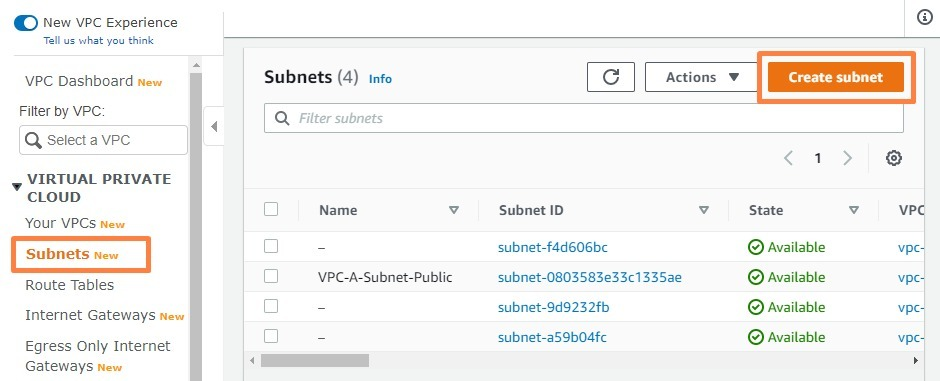 New VPC Experience
Tell us what you think
VPC Dashboard New
Filter by VPC:
Select a VPC
VIRTUAL PRIVATE
CLOUD
Your VPCs New
Subnets New
Route Tables
Internet Gateways New
Egress Only Internet
Gateways New
Subnets (4) Info
Actions
Create subnet
Filter subnets
1
Name Subnet ID State VPC
– subnet-f4d606bc Available vpc-
VPC-A-Subnet-Public subnet-0803583e33c1335ae Available vpc-
– subnet-9d9232fb Available vpc-
– subnet-a59b04fc Available vpc-